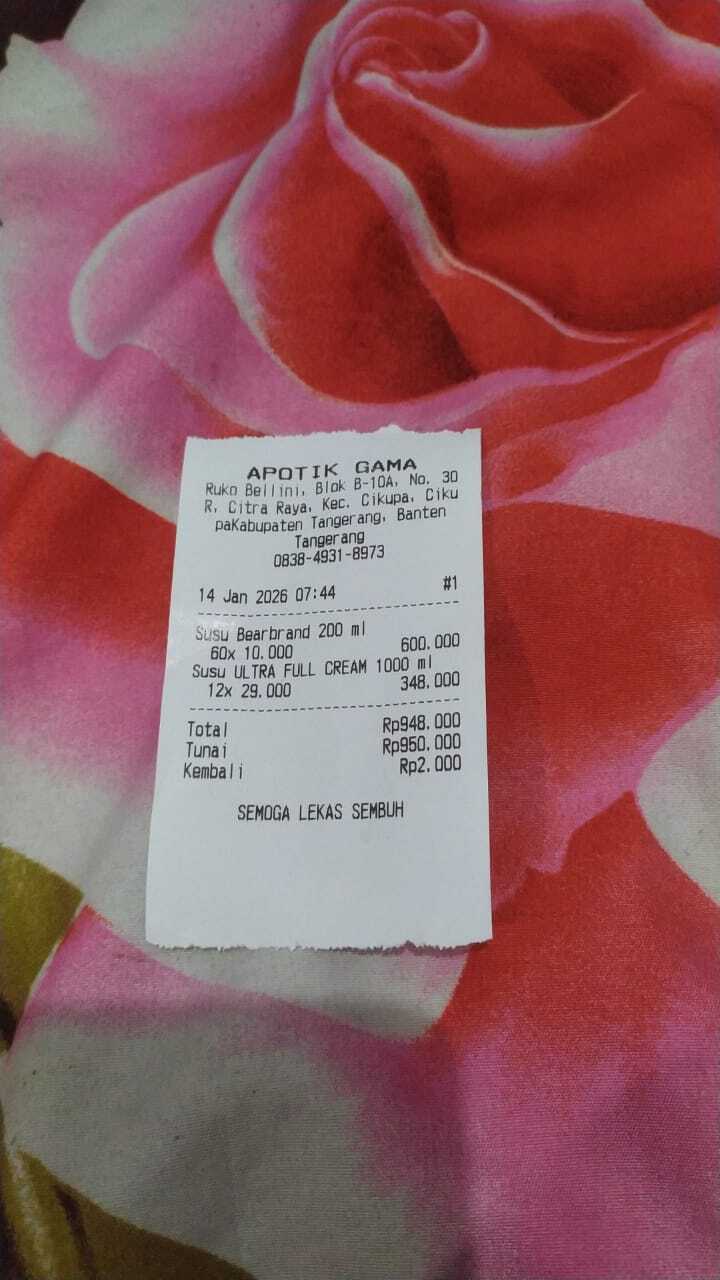 APOTIK GAMA
Ruko Bellini, Blok B-10A, No. 30
R, Citra Raya, Kec. Cikupa, Ciku
paKabupaten Tangerang, Banten
Tangerang
0838-4931-8973
14 Jan 2026 07:44 #1
Susu Bearbrand 200 ml
60x 10.000 600.000
Susu ULTRA FULL CREAM 1000 ml
12x 29.000 348.000
Total Rp948.000
Tunai Rp950.000
Kembali Rp2.000
SEMOGA LEKAS SEMBUH